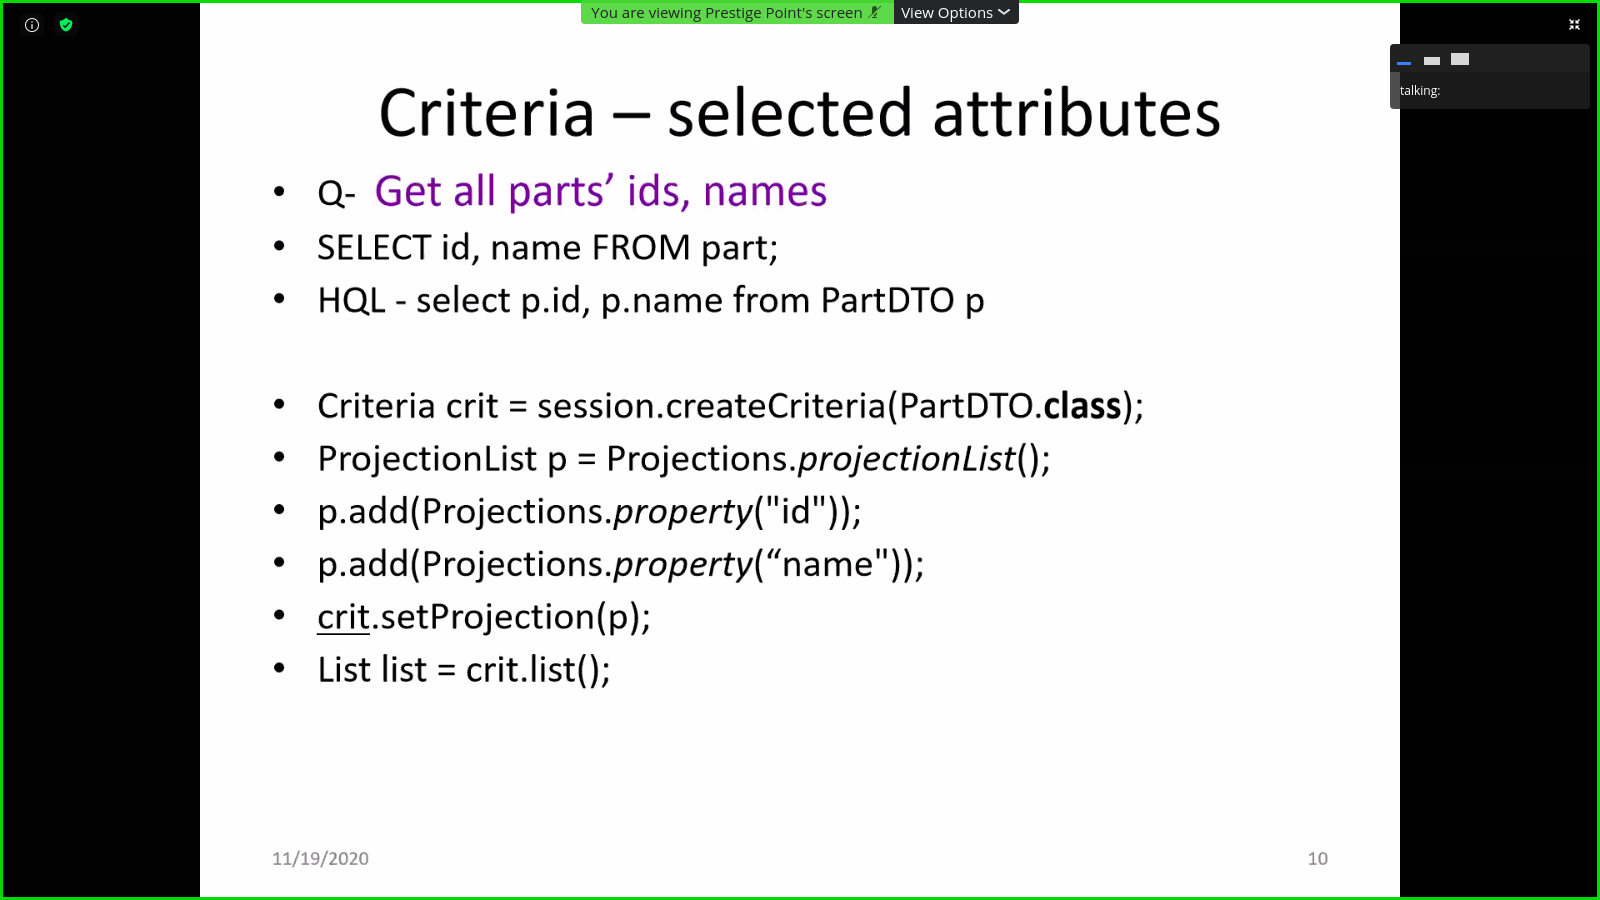 You are viewing Prestige Point's screen View Options
talking:
Criteria – selected attributes
• Q- Get all parts’ ids, names
• SELECT id, name FROM part;
• HQL - select p.id, p.name from PartDTO p
• Criteria crit = session.createCriteria(PartDTO.class);
• ProjectionList p = Projections.projectionList();
• p.add(Projections.property("id"));
• p.add(Projections.property(“name"));
• crit.setProjection(p);
• List list = crit.list();
11/19/2020 10